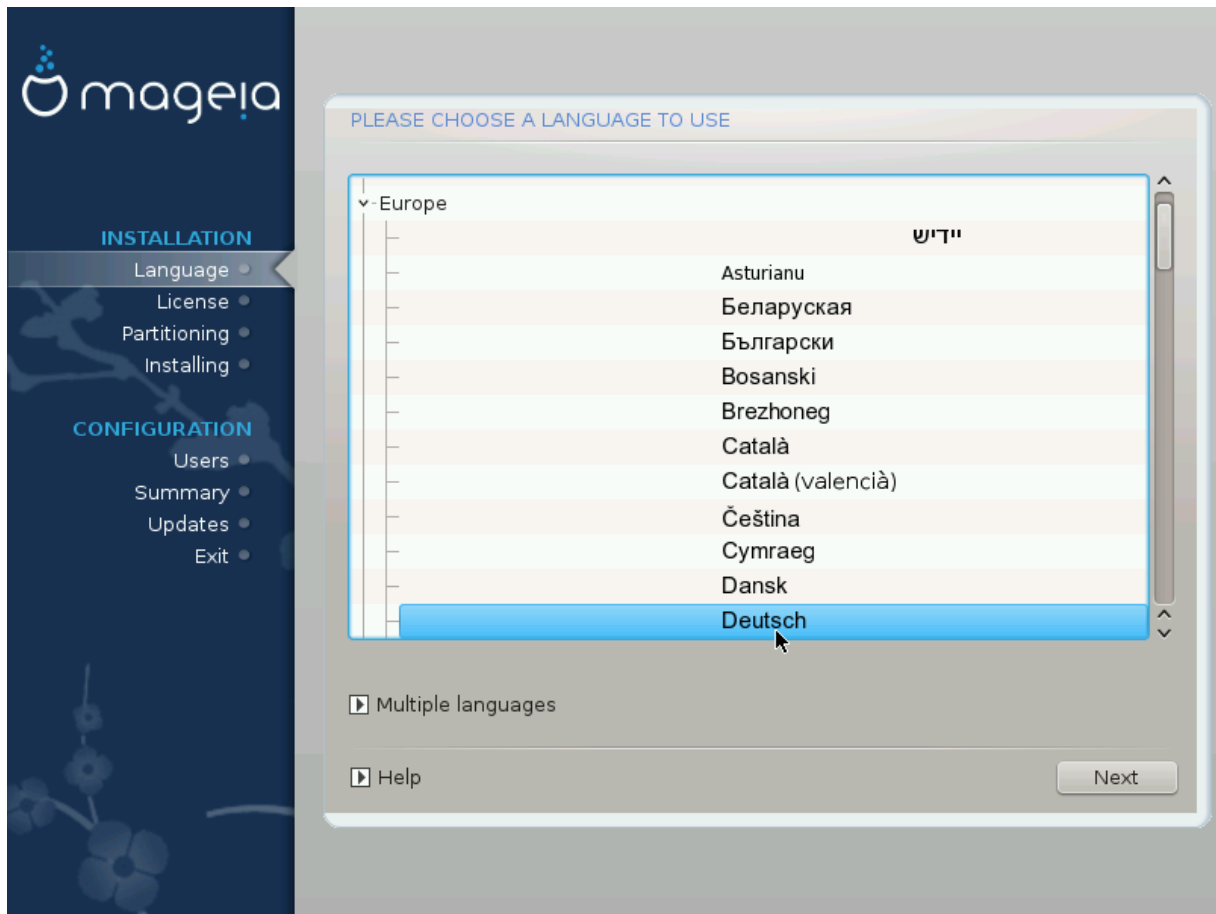 mageia
PLEASE CHOOSE A LANGUAGE TO USE
INSTALLATION
Language
License
Partitioning
Installing
CONFIGURATION
Users
Summary
Updates
Exit
Europe
ייִדיש
Asturianu
Беларуская
Български
Bosanski
Brezhoneg
Català
Català (valencià)
Čeština
Cymraeg
Dansk
Deutsch
Multiple languages
Help
Next